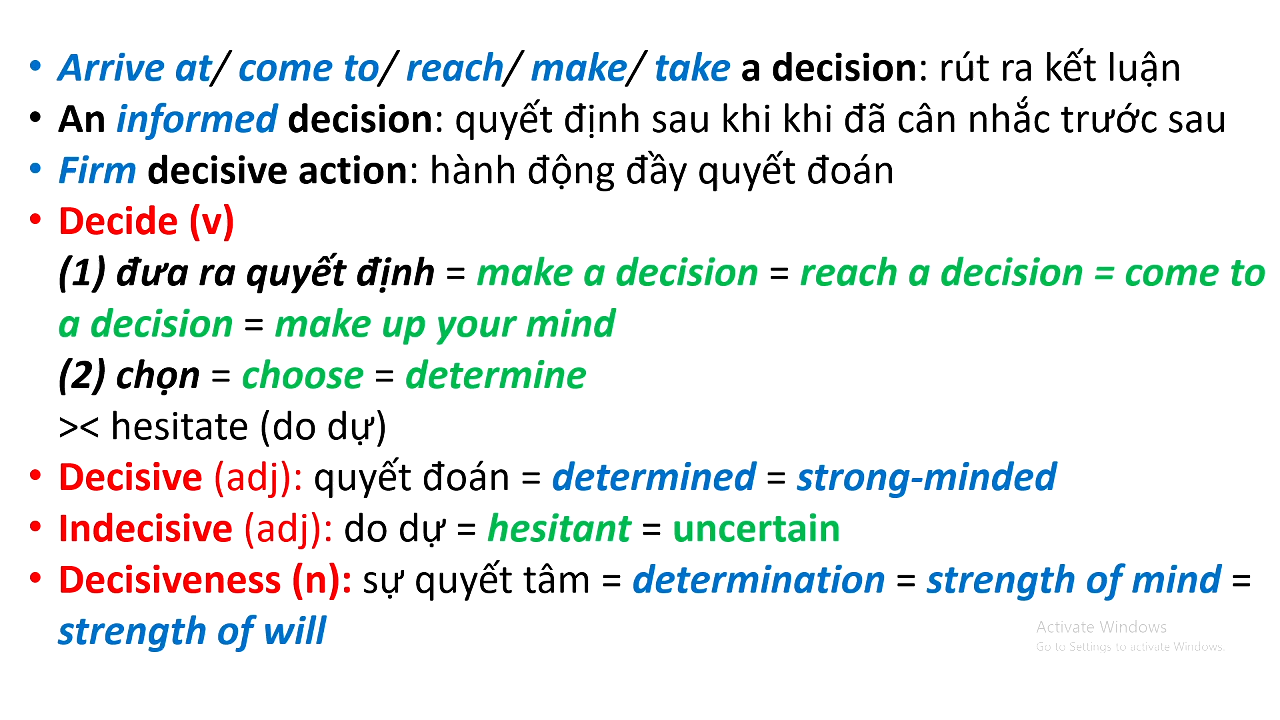 • Arrive at/ come to/ reach/ make/ take a decision: rút ra kết luận
• An informed decision: quyết định sau khi khi đã cân nhắc trước sau
• Firm decisive action: hành động đầy quyết đoán
• Decide (v)
(1) đưa ra quyết định = make a decision = reach a decision = come to
a decision = make up your mind
(2) chọn = choose = determine
>< hesitate (do dự)
• Decisive (adj): quyết đoán = determined = strong-minded
• Indecisive (adj): do dự = hesitant = uncertain
• Decisiveness (n): sự quyết tâm = determination = strength of mind =
strength of will
Activate Windows
Go to Settings to activate Windows.